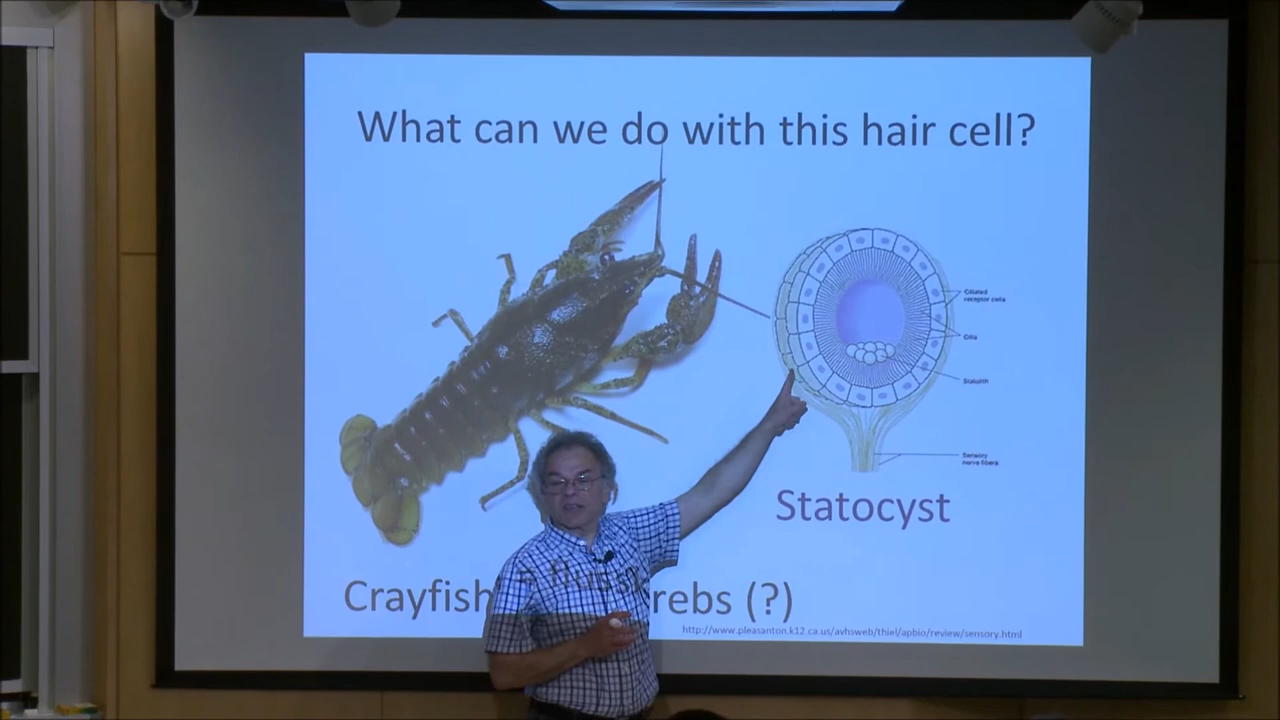 What can we do with this hair cell?
Ciliated
receptor cells
Cilia
Statolith
Sensory
nerve fibers
Statocyst
Crayfish = Flusskrebs (?)
http://www.pleasanton.k12.ca.us/avhsweb/thiel/apbio/review/sensory.html